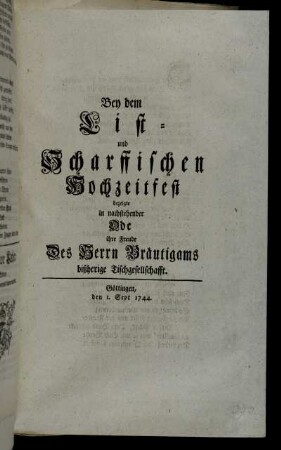 Bey dem
List-
und
Scharffischen
Hochzeitfest
bezeigte
in nachstehender
Ode
ihre Freude
Des Herrn Bräutigams
bißherige Tischgesellschafft.
Göttingen,
den 1. Sept 1744.